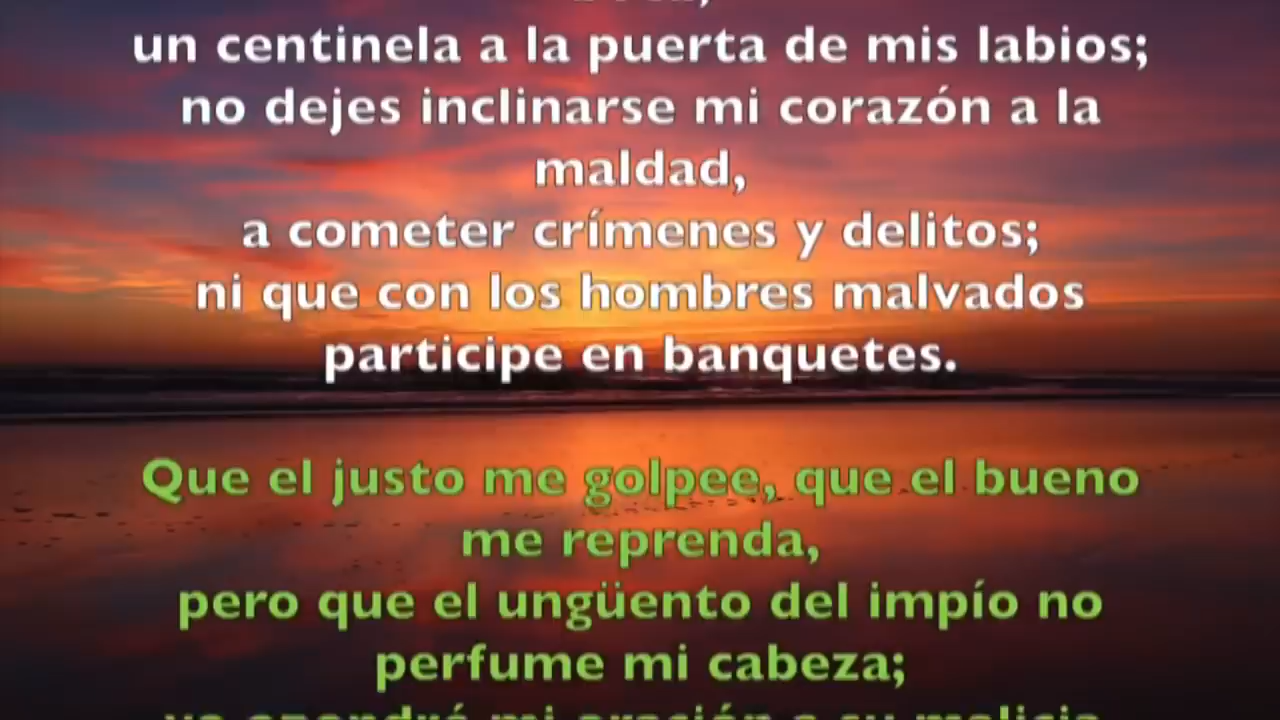 un centinela a la puerta de mis labios;
no dejes inclinarse mi corazón a la
maldad,
a cometer crímenes y delitos;
ni que con los hombres malvados
participe en banquetes.
Que el justo me golpee, que el bueno
me reprenda,
pero que el ungüento del impío no
perfume mi cabeza;